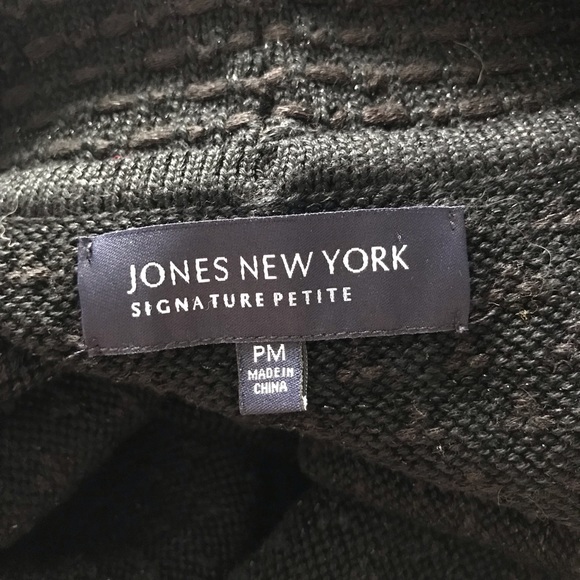 JONES NEW YORK
SIGNATURE PETITE
PM
MADE IN
CHINA